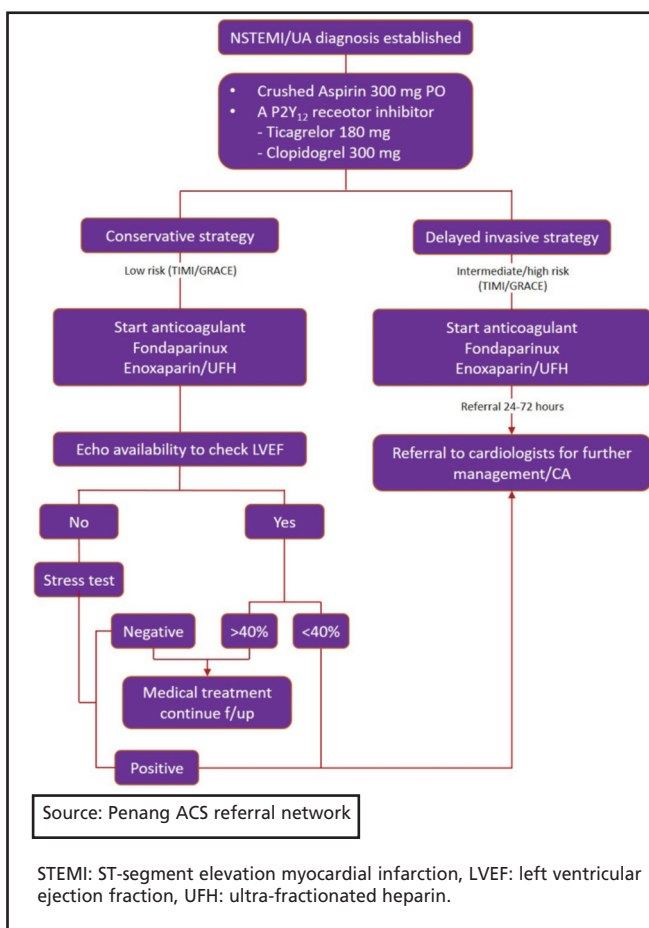 NSTEMI/UA diagnosis established
• Crushed Aspirin 300 mg PO
• A P2Y12 receotor inhibitor
- Ticagrelor 180 mg
- Clopidogrel 300 mg
Conservative strategy
Delayed invasive strategy
Low risk (TIMI/GRACE)
Intermediate/high risk
(TIMI/GRACE)
Start anticoagulant
Fondaparinux
Enoxaparin/UFH
Start anticoagulant
Fondaparinux
Enoxaparin/UFH
Referral 24-72 hours
Echo availability to check LVEF
Referral to cardiologists for further
management/CA
No
Yes
Stress test
Negative
>40%
<40%
Medical treatment
continue f/up
Positive
Source: Penang ACS referral network
STEMI: ST-segment elevation myocardial infarction, LVEF: left ventricular
ejection fraction, UFH: ultra-fractionated heparin.